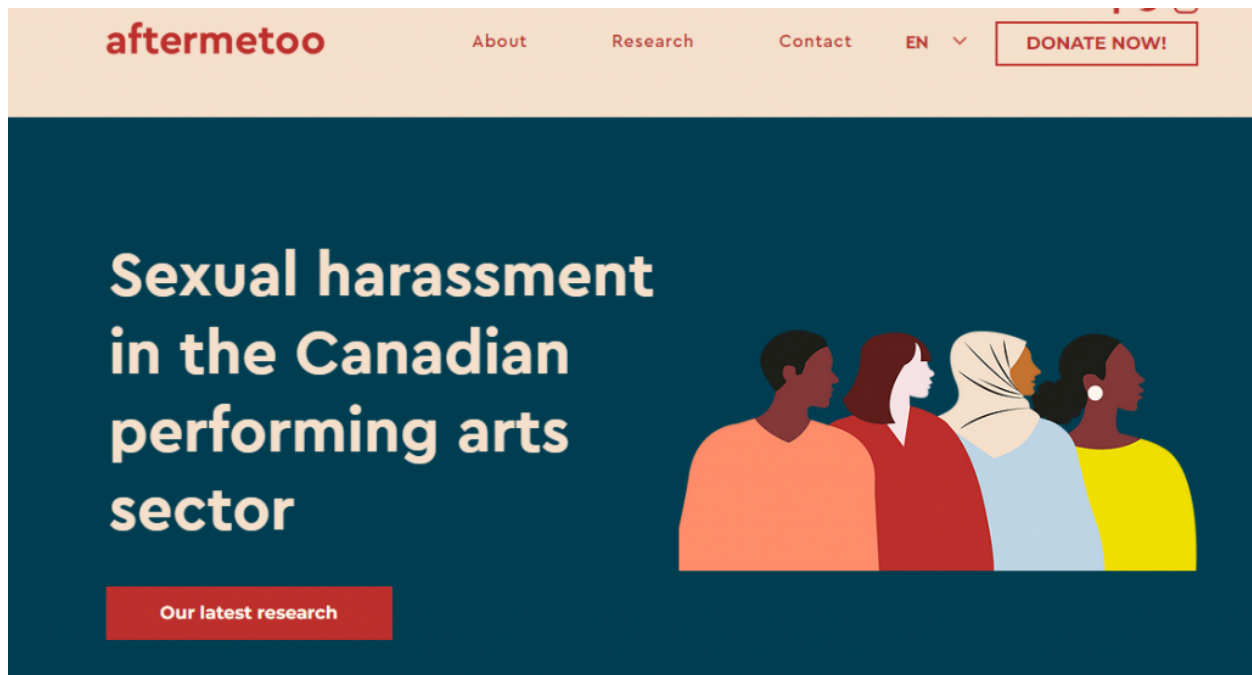 aftermetoo
About
Research
Contact
EN
DONATE NOW!
Sexual harassment
in the Canadian
performing arts
sector
Our latest research